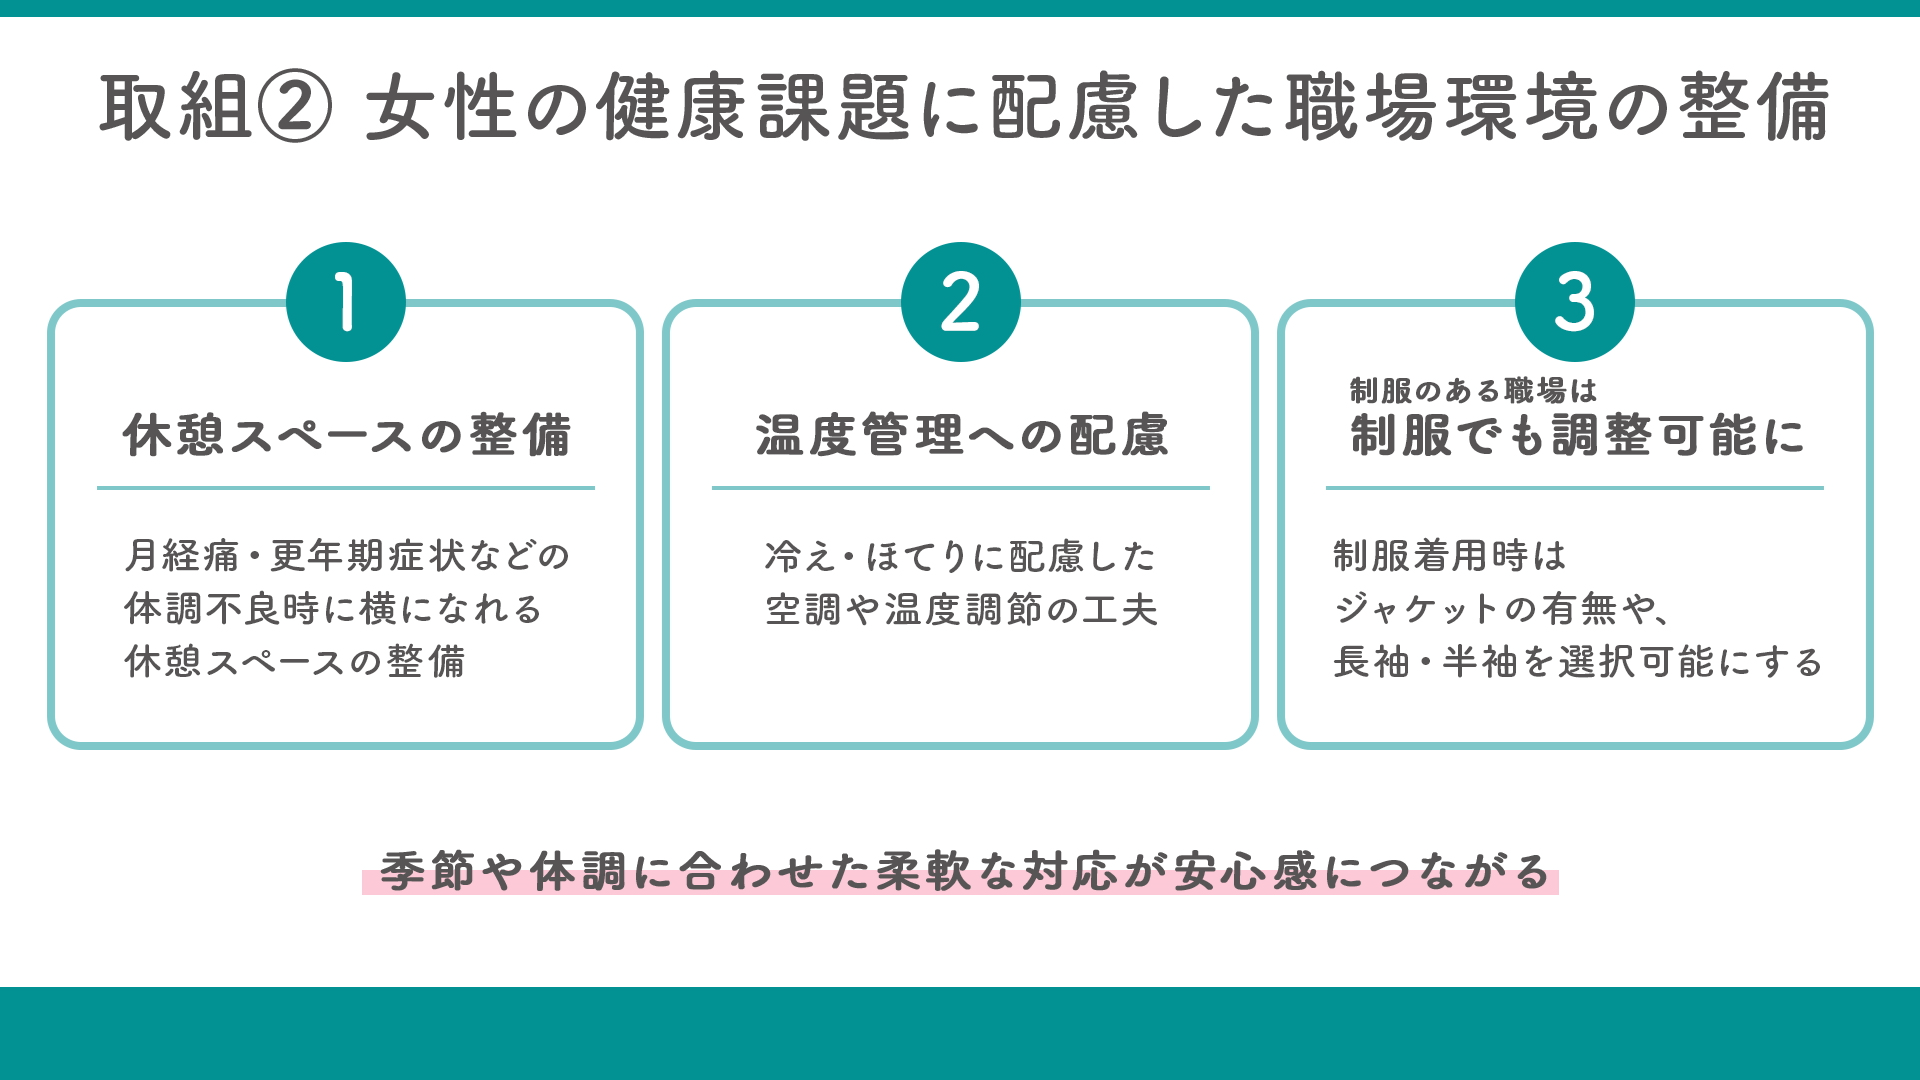 取組② 女性の健康課題に配慮した職場環境の整備
1
休憩スペースの整備
月経痛・更年期症状などの
体調不良時に横になれる
休憩スペースの整備
2
温度管理への配慮
冷え・ほてりに配慮した
空調や温度調節の工夫
3
制服のある職場は
制服でも調整可能に
制服着用時は
ジャケットの有無や、
長袖・半袖を選択可能にする
季節や体調に合わせた柔軟な対応が安心感につながる